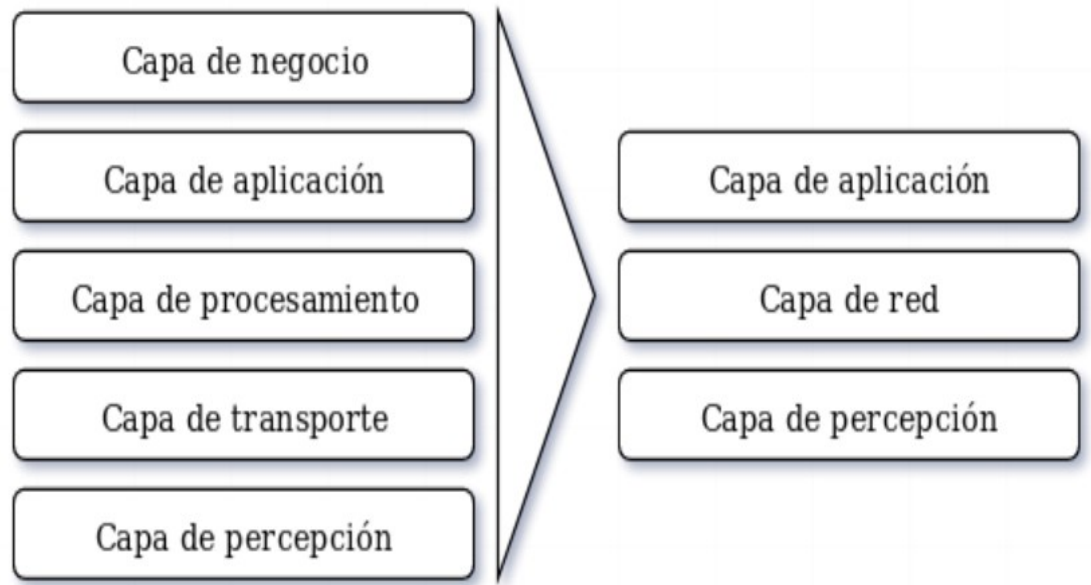 Capa de negocio
Capa de aplicación
Capa de procesamiento
Capa de transporte
Capa de percepción
Capa de aplicación
Capa de red
Capa de percepción